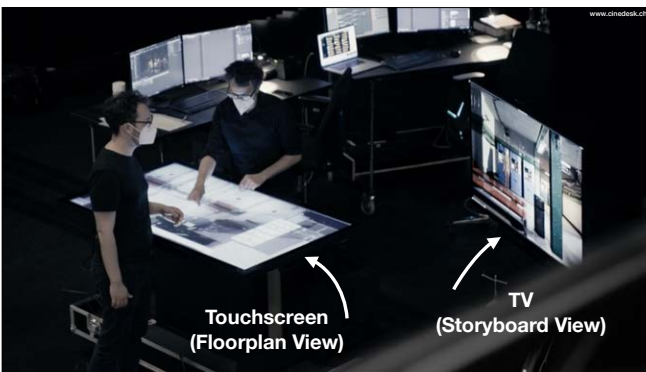 www.cinedesk.ch
Touchscreen
(Floorplan View)
TV
(Storyboard View)